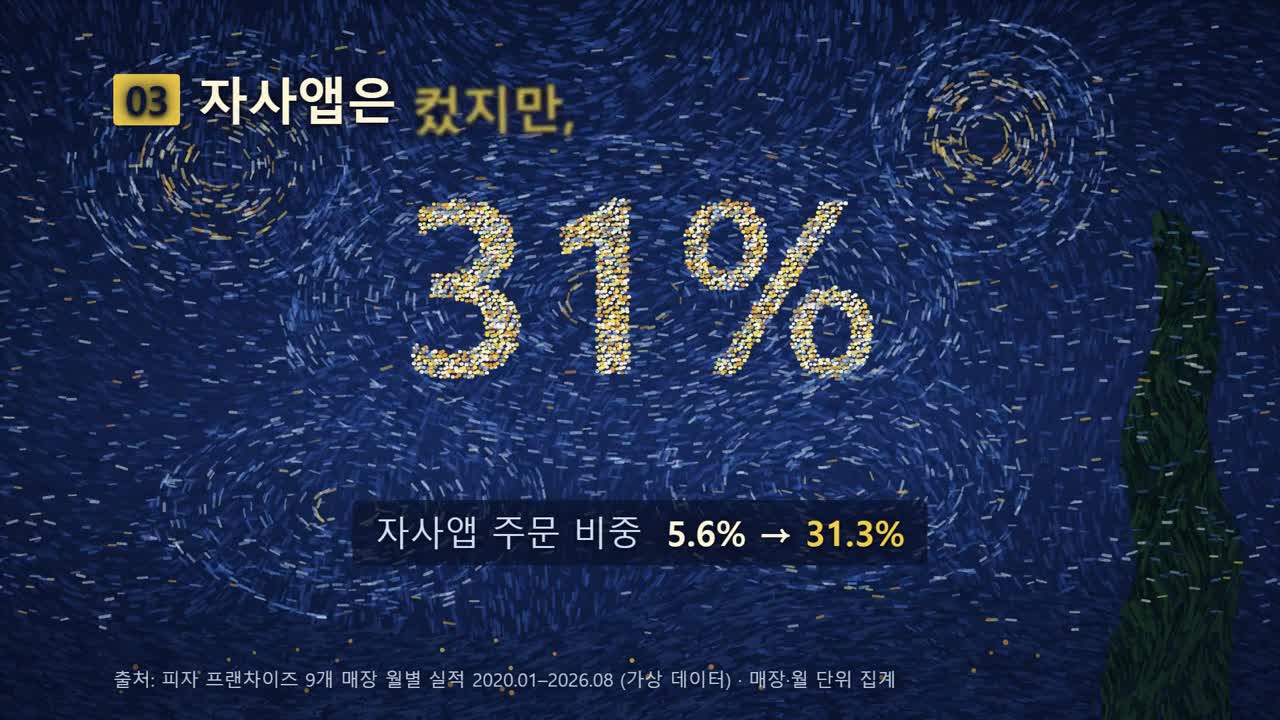 03 자사앱은 컸지만,
31%
자사앱 주문 비중 5.6% → 31.3%
출처: 피자 프랜차이즈 9개 매장 월별 실적 2020.01–2026.08 (가상 데이터) · 매장·월 단위 집계